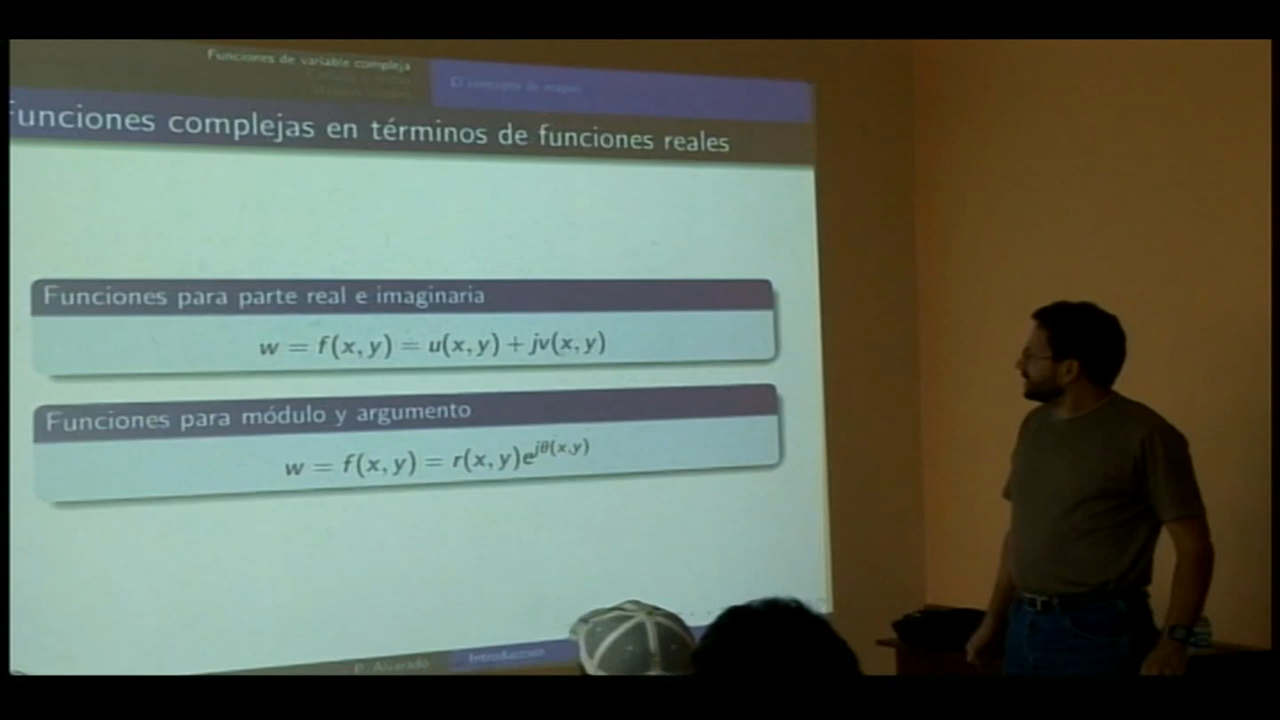 Funciones de variable compleja
El concepto de mapeo
Funciones complejas en términos de funciones reales
Funciones para parte real e imaginaria
w = f(x, y) = u(x, y) + jv(x, y)
Funciones para módulo y argumento
w = f(x, y) = r(x, y)e^{jθ(x,y)}
P. Alvarado
Introducción